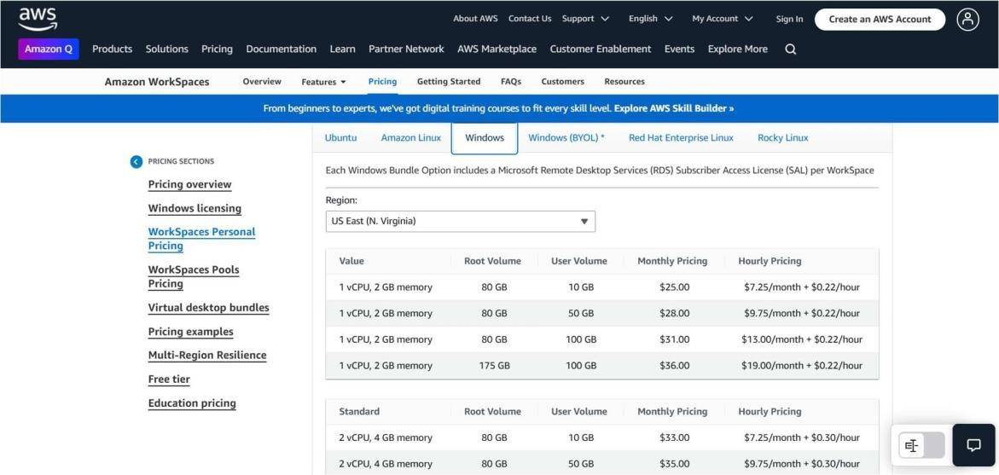 aws
About AWS Contact Us Support English My Account Sign In Create an AWS Account
Amazon Q Products Solutions Pricing Documentation Learn Partner Network AWS Marketplace Customer Enablement Events Explore More
Amazon WorkSpaces Overview Features Pricing Getting Started FAQs Customers Resources
From beginners to experts, we've got digital training courses to fit every skill level. Explore AWS Skill Builder »
PRICING SECTIONS
Pricing overview
Windows licensing
WorkSpaces Personal
Pricing
WorkSpaces Pools
Pricing
Virtual desktop bundles
Pricing examples
Multi-Region Resilience
Free tier
Education pricing
Ubuntu Amazon Linux Windows Windows (BYOL) * Red Hat Enterprise Linux Rocky Linux
Each Windows Bundle Option includes a Microsoft Remote Desktop Services (RDS) Subscriber Access License (SAL) per WorkSpace
Region:
US East (N. Virginia)
Value Root Volume User Volume Monthly Pricing Hourly Pricing
1 vCPU, 2 GB memory 80 GB 10 GB $25.00 $7.25/month + $0.22/hour
1 vCPU, 2 GB memory 80 GB 50 GB $28.00 $9.75/month + $0.22/hour
1 vCPU, 2 GB memory 80 GB 100 GB $31.00 $13.00/month + $0.22/hour
1 vCPU, 2 GB memory 175 GB 100 GB $36.00 $19.00/month + $0.22/hour
Standard Root Volume User Volume Monthly Pricing Hourly Pricing
2 vCPU, 4 GB memory 80 GB 10 GB $33.00 $7.25/month + $0.30/hour
2 vCPU, 4 GB memory 80 GB 50 GB $35.00 $9.75/month + $0.30/hour